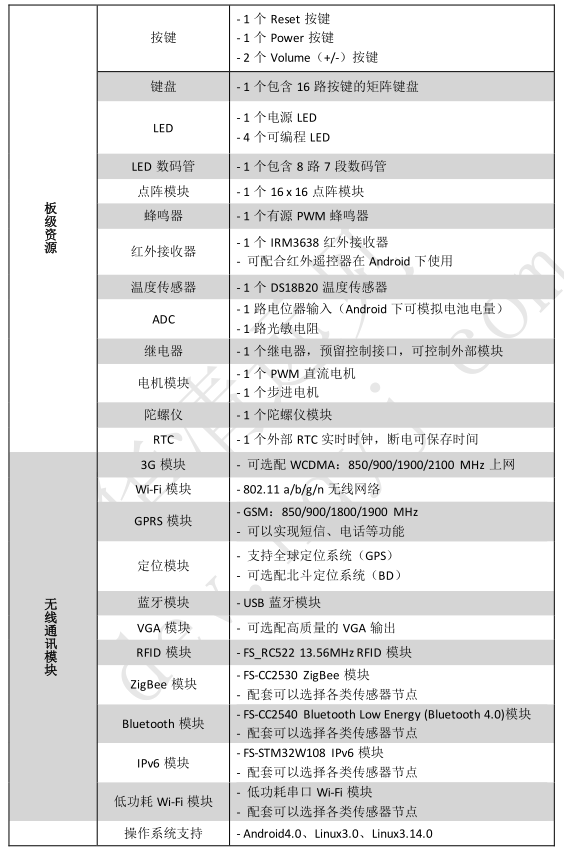 板级资源
按键
- 1 个 Reset 按键
- 1 个 Power 按键
- 2 个 Volume（+/-）按键
键盘
- 1 个包含 16 路按键的矩阵键盘
LED
- 1 个电源 LED
- 4 个可编程 LED
LED 数码管
- 1 个包含 8 路 7 段数码管
点阵模块
- 1 个 16 x 16 点阵模块
蜂鸣器
- 1 个有源 PWM 蜂鸣器
红外接收器
- 1 个 IRM3638 红外接收器
- 可配合红外遥控器在 Android 下使用
温度传感器
- 1 个 DS18B20 温度传感器
ADC
- 1 路电位器输入（Android 下可模拟电池电量）
- 1 路光敏电阻
继电器
- 1 个继电器，预留控制接口，可控制外部模块
电机模块
- 1 个 PWM 直流电机
- 1 个步进电机
陀螺仪
- 1 个陀螺仪模块
RTC
- 1 个外部 RTC 实时时钟，断电可保存时间
无线通讯模块
3G 模块
- 可选配 WCDMA：850/900/1900/2100 MHz 上网
Wi-Fi 模块
- 802.11 a/b/g/n 无线网络
GPRS 模块
- GSM：850/900/1800/1900 MHz
- 可以实现短信、电话等功能
定位模块
- 支持全球定位系统（GPS）
- 可选配北斗定位系统（BD）
蓝牙模块
- USB 蓝牙模块
VGA 模块
- 可选配高质量的 VGA 输出
RFID 模块
- FS_RC522 13.56MHz RFID 模块
ZigBee 模块
- FS-CC2530 ZigBee 模块
- 配套可以选择各类传感器节点
Bluetooth 模块
- FS-CC2540 Bluetooth Low Energy (Bluetooth 4.0)模块
- 配套可以选择各类传感器节点
IPv6 模块
- FS-STM32W108 IPv6 模块
- 配套可以选择各类传感器节点
低功耗 Wi-Fi 模块
- 低功耗串口 Wi-Fi 模块
- 配套可以选择各类传感器节点
操作系统支持
- Android4.0、Linux3.0、Linux3.14.0